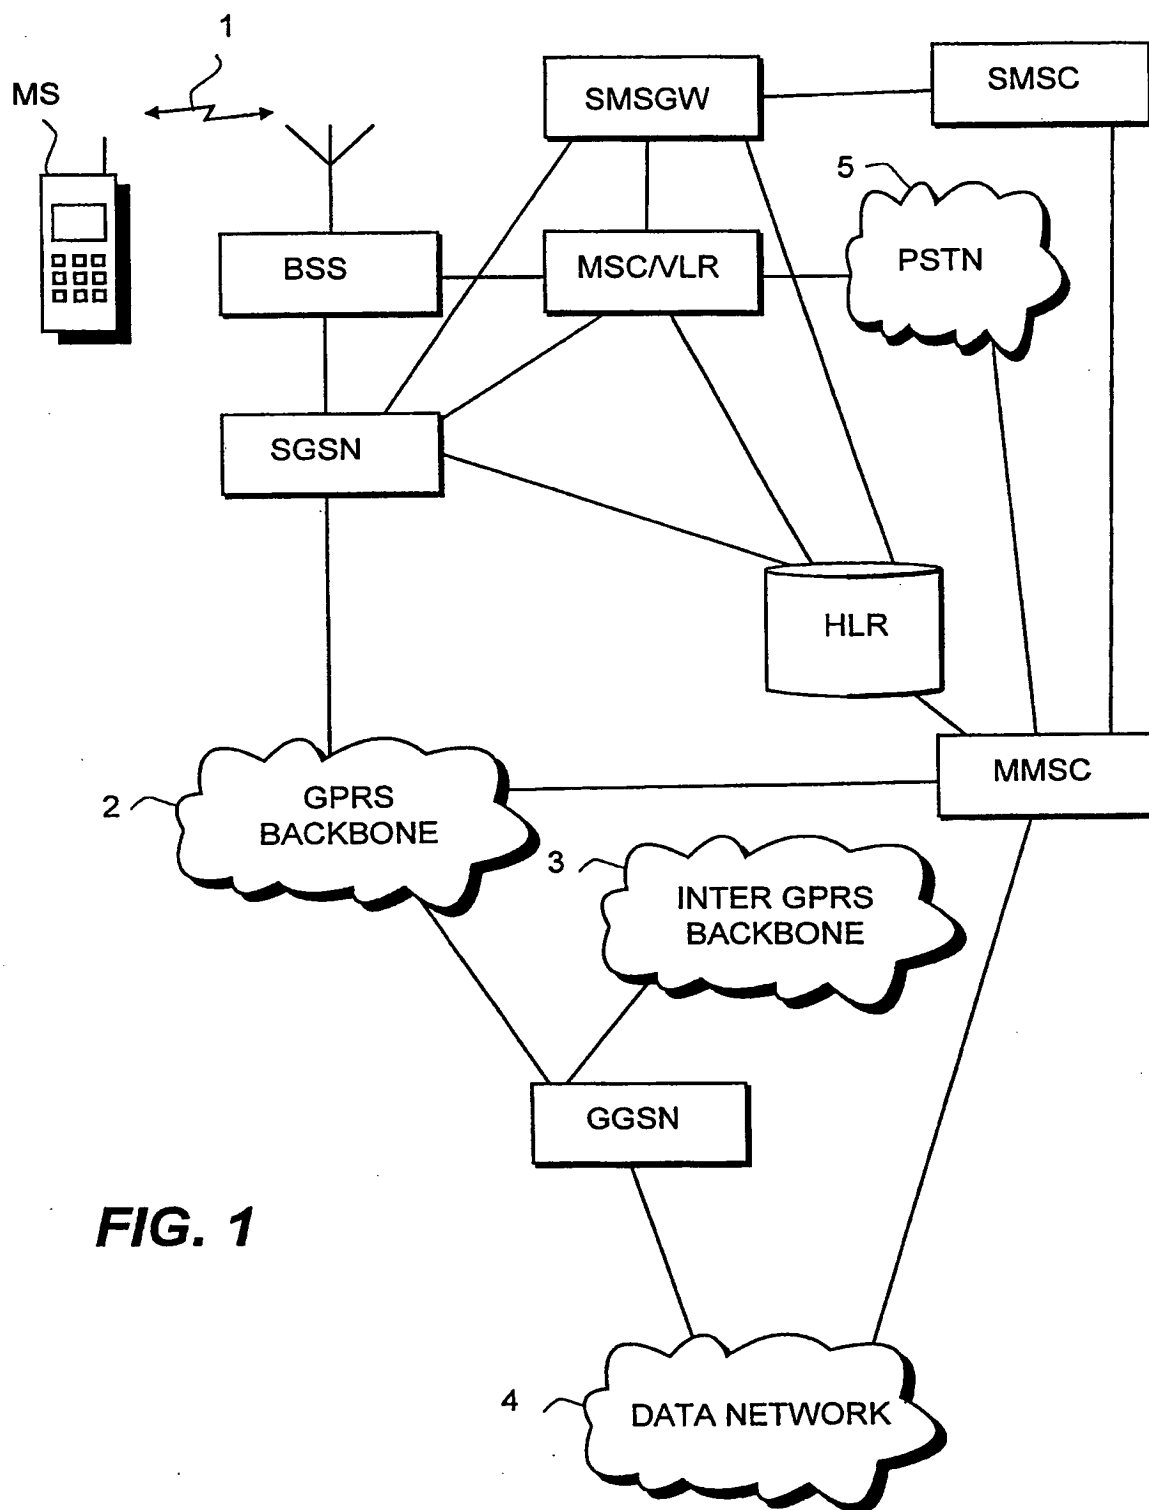 1
MS
SMSGW
SMSC
5
BSS
MSC/VLR
PSTN
SGSN
HLR
MMSC
2
GPRS
BACKBONE
3
INTER GPRS
BACKBONE
GGSN
FIG. 1
4
DATA NETWORK